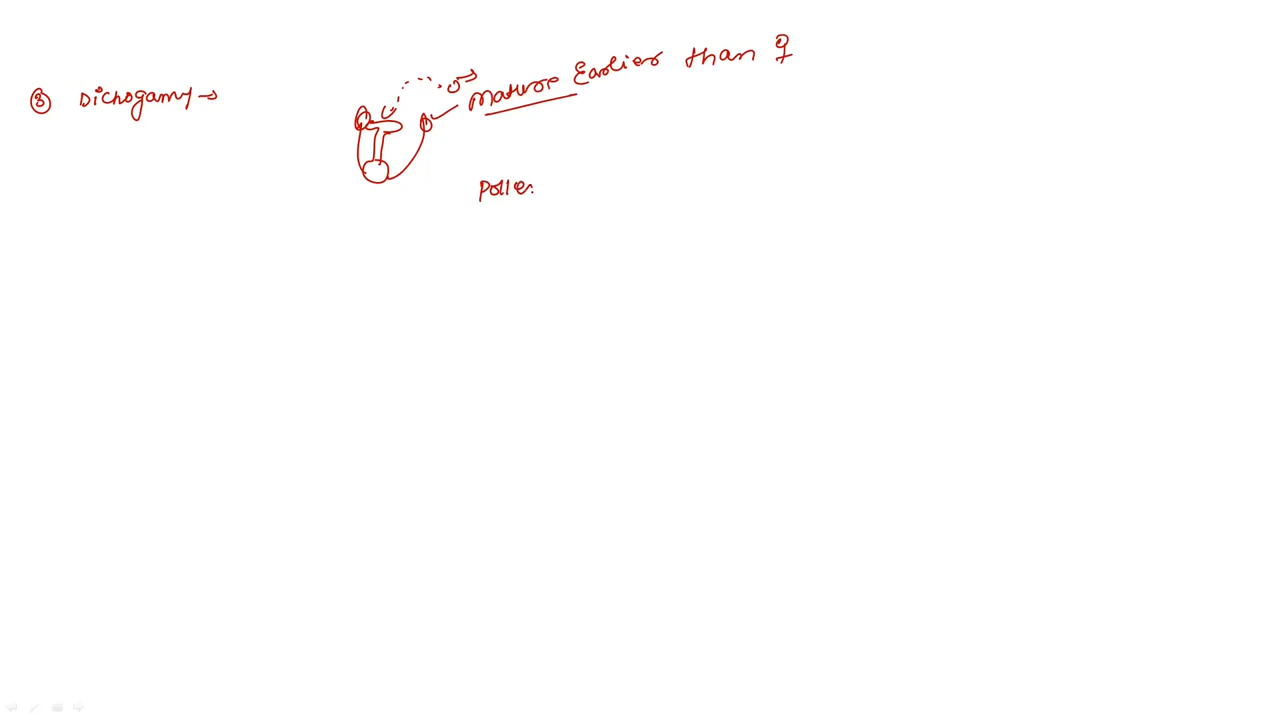 ③ Dichogamy →
Mature Earlier than ♀
Polle